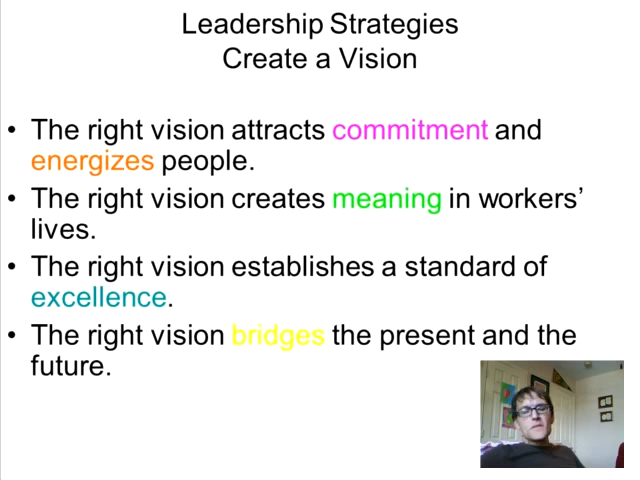 Leadership Strategies
Create a Vision
• The right vision attracts commitment and
energizes people.
• The right vision creates meaning in workers’
lives.
• The right vision establishes a standard of
excellence.
• The right vision bridges the present and the
future.